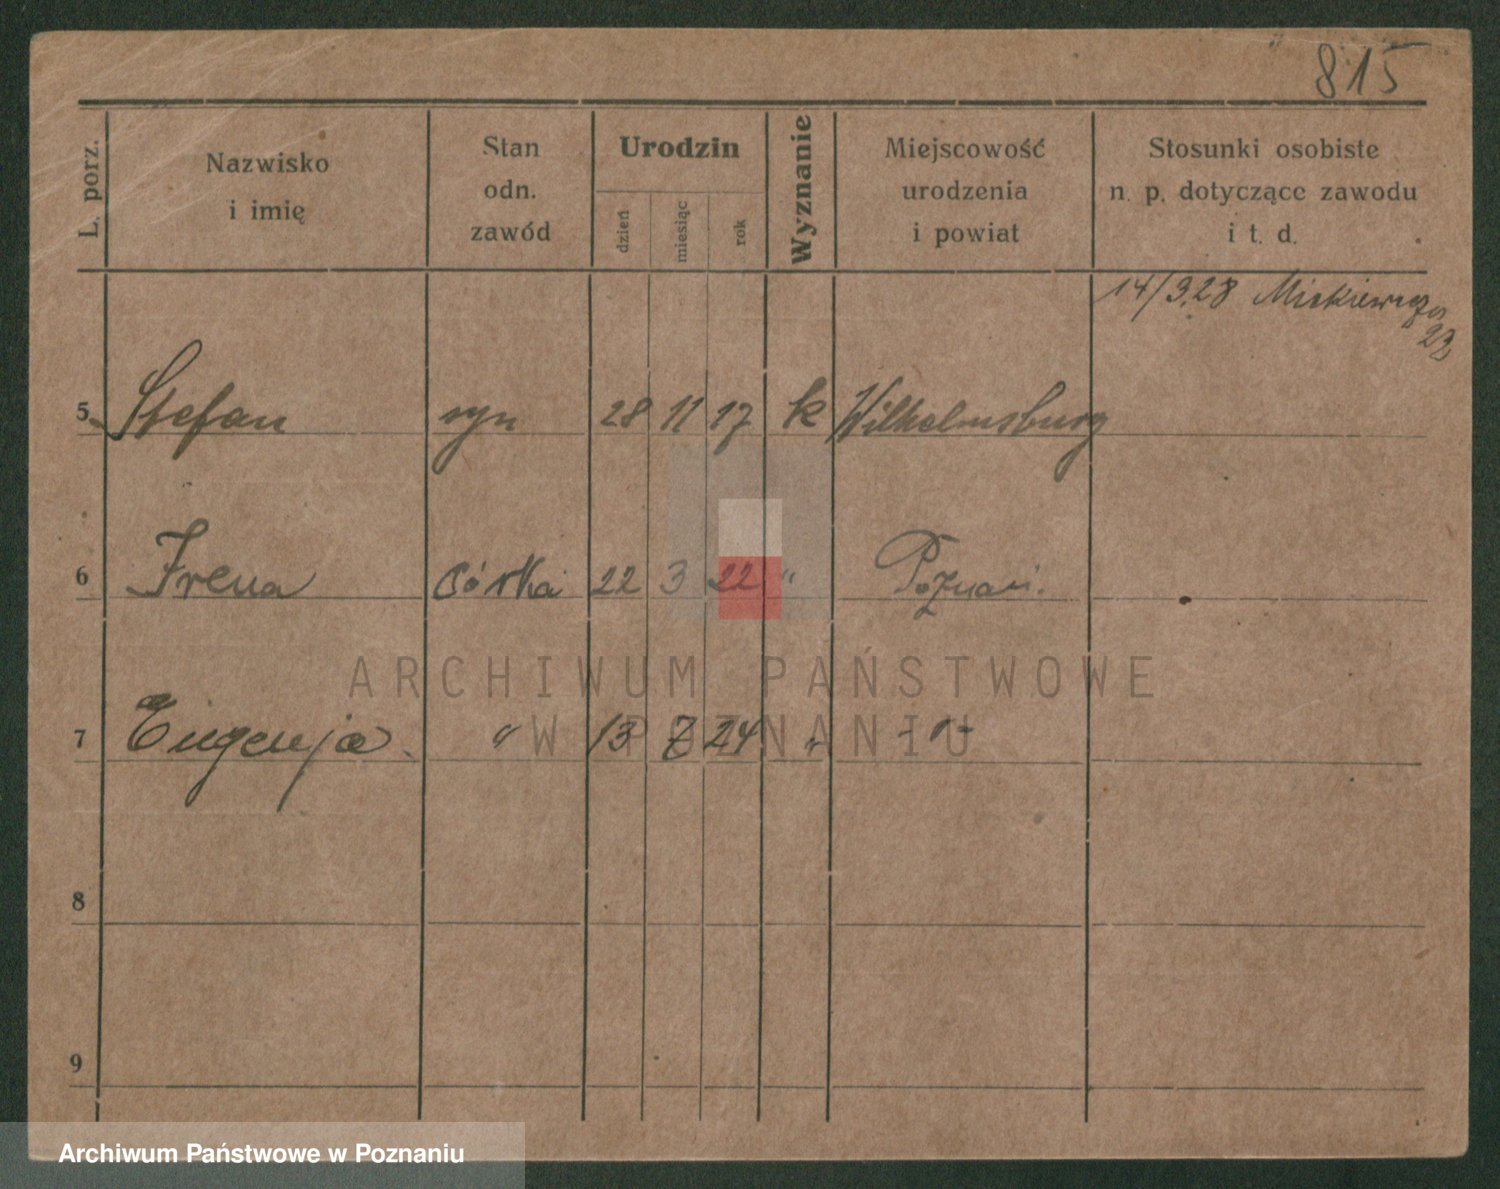 815
L. porz.
Nazwisko
i imię
Stan
odn.
zawód
Urodzin
dzień
miesiąc
rok
Wyznanie
Miejscowość
urodzenia
i powiat
Stosunki osobiste
n. p. dotyczące zawodu
i t. d.
14/3.28 Mickiewicza
23
5 Stefan syn 28 11 17 k Wilhelmsburg
6 Irena córka 22 3 22 " Poznań.
7 Eugenja " 13 7 24 " -"-
8
9
ARCHIWUM PAŃSTWOWE
W POZNANIU
Archiwum Państwowe w Poznaniu